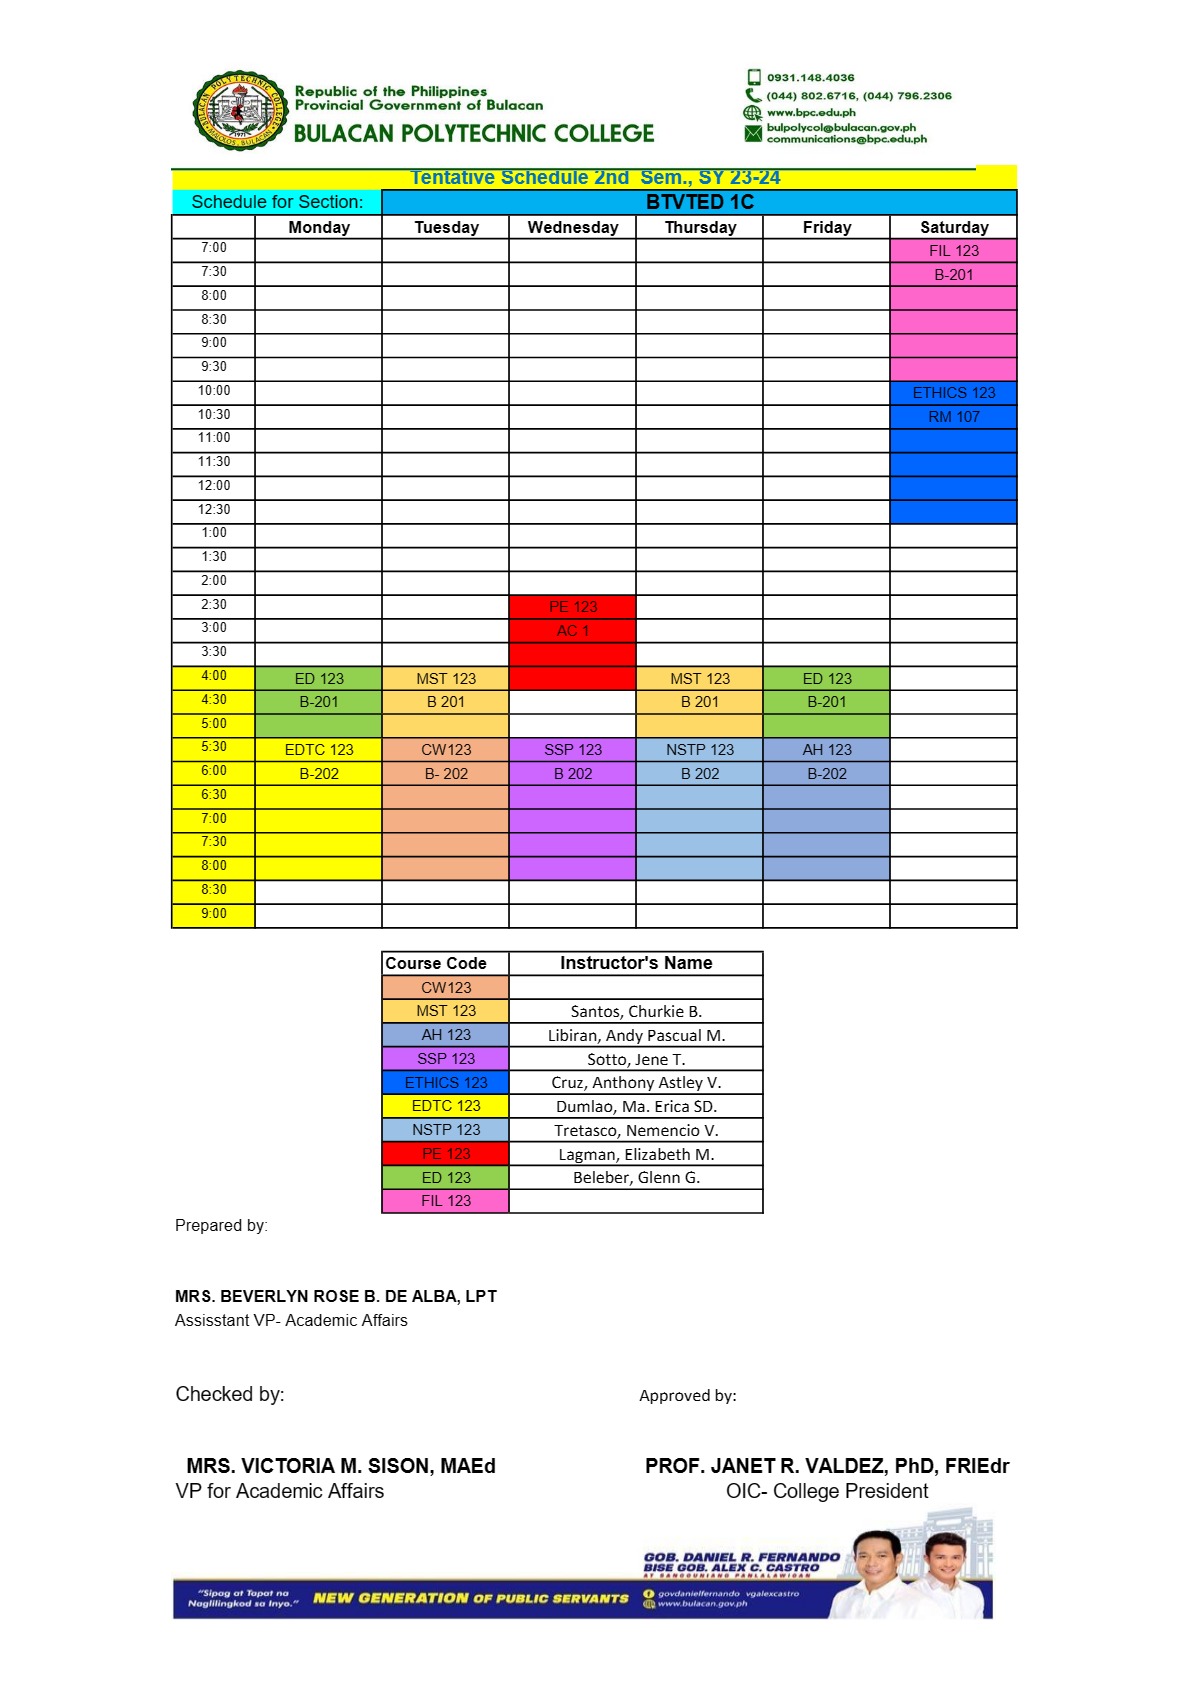 BULACAN POLYTECHNIC COLLEGE
1971
MALOLOS, BULACAN
Republic of the Philippines
Provincial Government of Bulacan
BULACAN POLYTECHNIC COLLEGE
0931.148.4036
(044) 802.6716, (044) 796.2306
www.bpc.edu.ph
bulpolycol@bulacan.gov.ph
communications@bpc.edu.ph
Tentative Schedule 2nd Sem., SY 23-24
Schedule for Section: BTVTED 1C
Monday Tuesday Wednesday Thursday Friday Saturday
7:00 FIL 123
7:30 B-201
8:00
8:30
9:00
9:30
10:00 ETHICS 123
10:30 RM 107
11:00
11:30
12:00
12:30
1:00
1:30
2:00
2:30 PE 123
3:00 AC 1
3:30
4:00 ED 123 MST 123 MST 123 ED 123
4:30 B-201 B 201 B 201 B-201
5:00
5:30 EDTC 123 CW123 SSP 123 NSTP 123 AH 123
6:00 B-202 B- 202 B 202 B 202 B-202
6:30
7:00
7:30
8:00
8:30
9:00
Course Code Instructor's Name
CW123
MST 123 Santos, Churkie B.
AH 123 Libiran, Andy Pascual M.
SSP 123 Sotto, Jene T.
ETHICS 123 Cruz, Anthony Astley V.
EDTC 123 Dumlao, Ma. Erica SD.
NSTP 123 Tretasco, Nemencio V.
PE 123 Lagman, Elizabeth M.
ED 123 Beleber, Glenn G.
FIL 123
Prepared by:
MRS. BEVERLYN ROSE B. DE ALBA, LPT
Assisstant VP- Academic Affairs
Checked by: Approved by:
MRS. VICTORIA M. SISON, MAEd PROF. JANET R. VALDEZ, PhD, FRIEdr
VP for Academic Affairs OIC- College President
GOB. DANIEL R. FERNANDO
BISE GOB. ALEX C. CASTRO
AT SANGGUNIANG PANLALAWIGAN
"Sipag at Tapat na
Naglilingkod sa Inyo."
NEW GENERATION OF PUBLIC SERVANTS
govdanielfernando vgalexcastro
www.bulacan.gov.ph